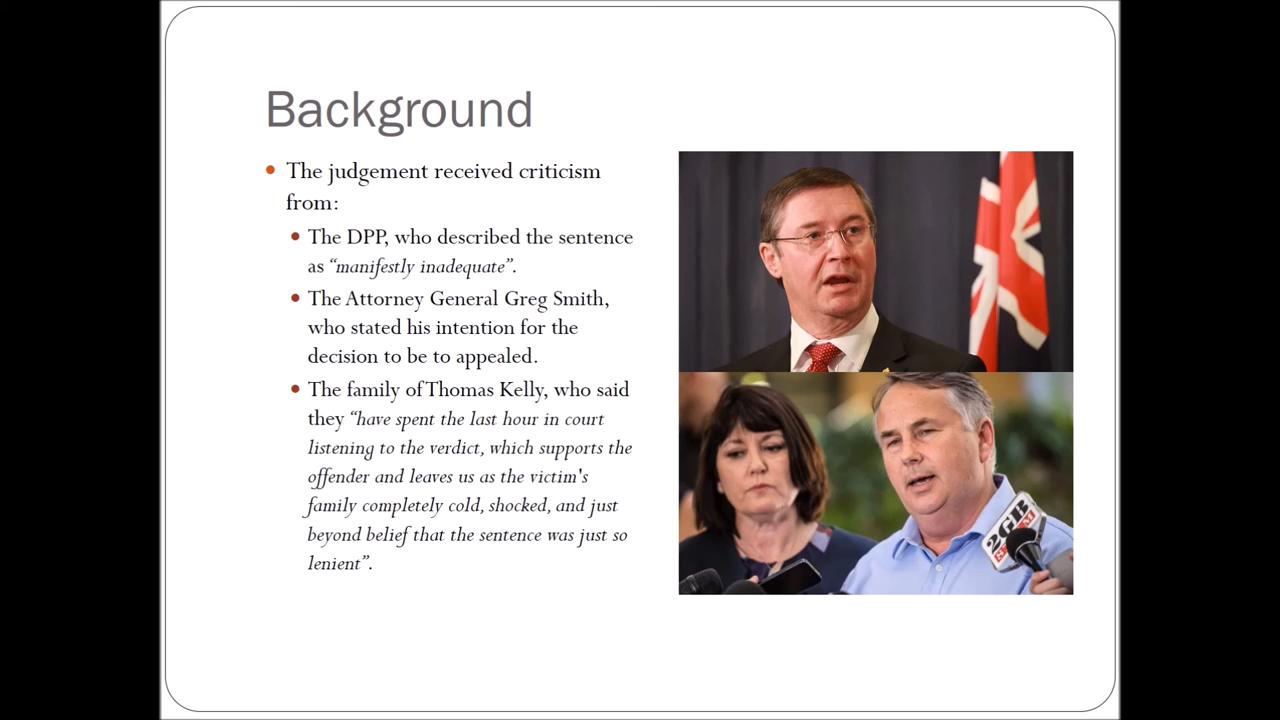 Background
The judgement received criticism
from:
The DPP, who described the sentence
as “manifestly inadequate”.
The Attorney General Greg Smith,
who stated his intention for the
decision to be to appealed.
The family of Thomas Kelly, who said
they “have spent the last hour in court
listening to the verdict, which supports the
offender and leaves us as the victim's
family completely cold, shocked, and just
beyond belief that the sentence was just so
lenient”.
2GB